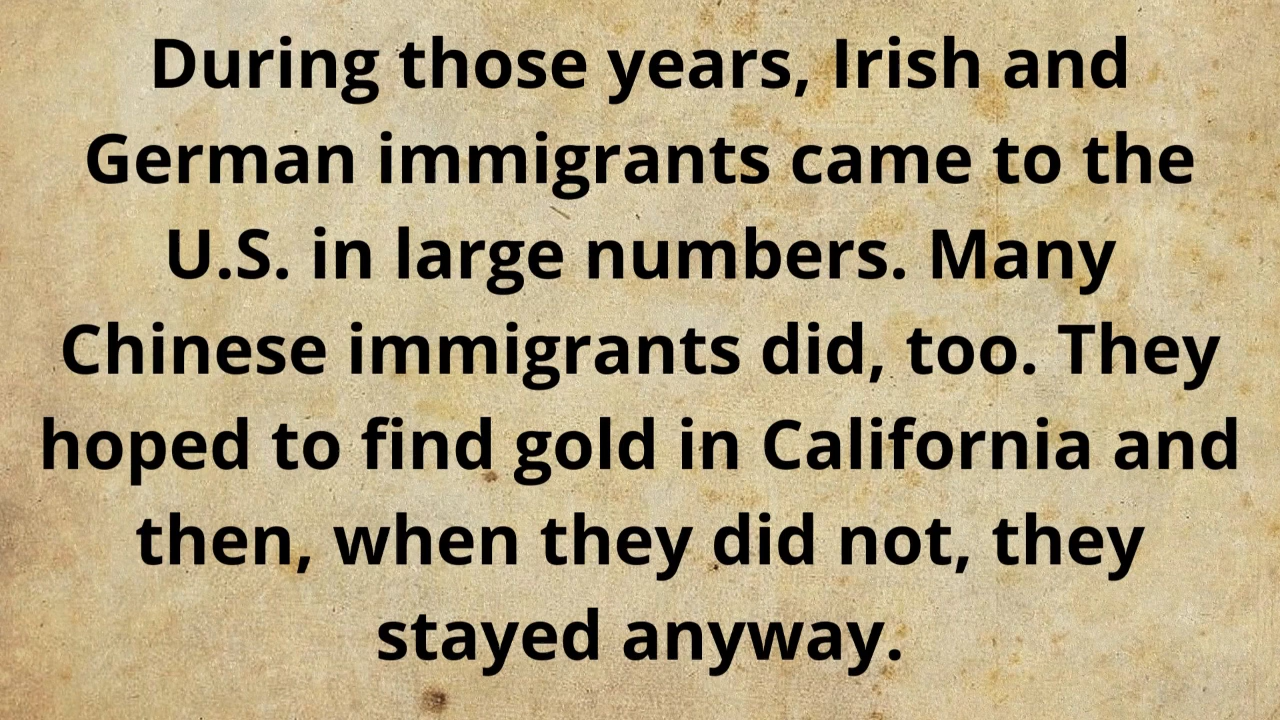 During those years, Irish and
German immigrants came to the
U.S. in large numbers. Many
Chinese immigrants did, too. They
hoped to find gold in California and
then, when they did not, they
stayed anyway.